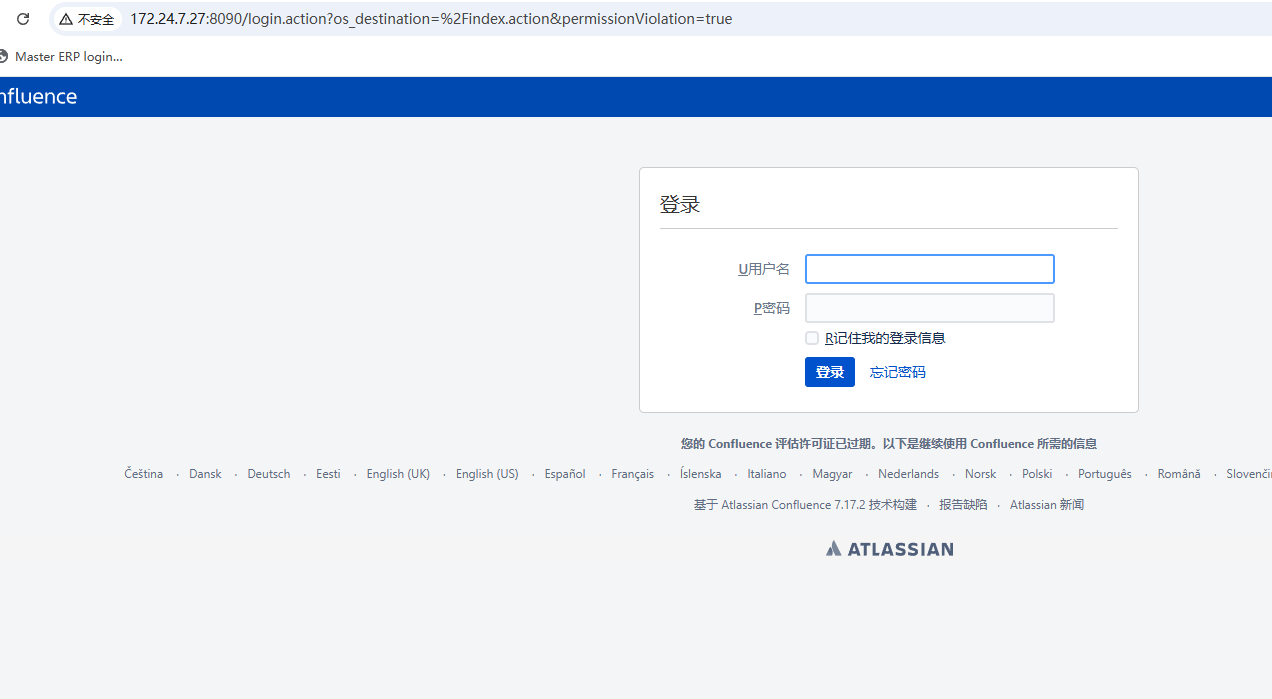 不安全 172.24.7.27:8090/login.action?os_destination=%2Findex.action&permissionViolation=true
Master ERP login...
nfluence
登录
U用户名
P密码
R记住我的登录信息
登录 忘记密码
您的 Confluence 评估许可证已过期。以下是继续使用 Confluence 所需的信息
Čeština · Dansk · Deutsch · Eesti · English (UK) · English (US) · Español · Français · Íslenska · Italiano · Magyar · Nederlands · Norsk · Polski · Português · Română · Slovenči
基于 Atlassian Confluence 7.17.2 技术构建 · 报告缺陷 · Atlassian 新闻
ATLASSIAN